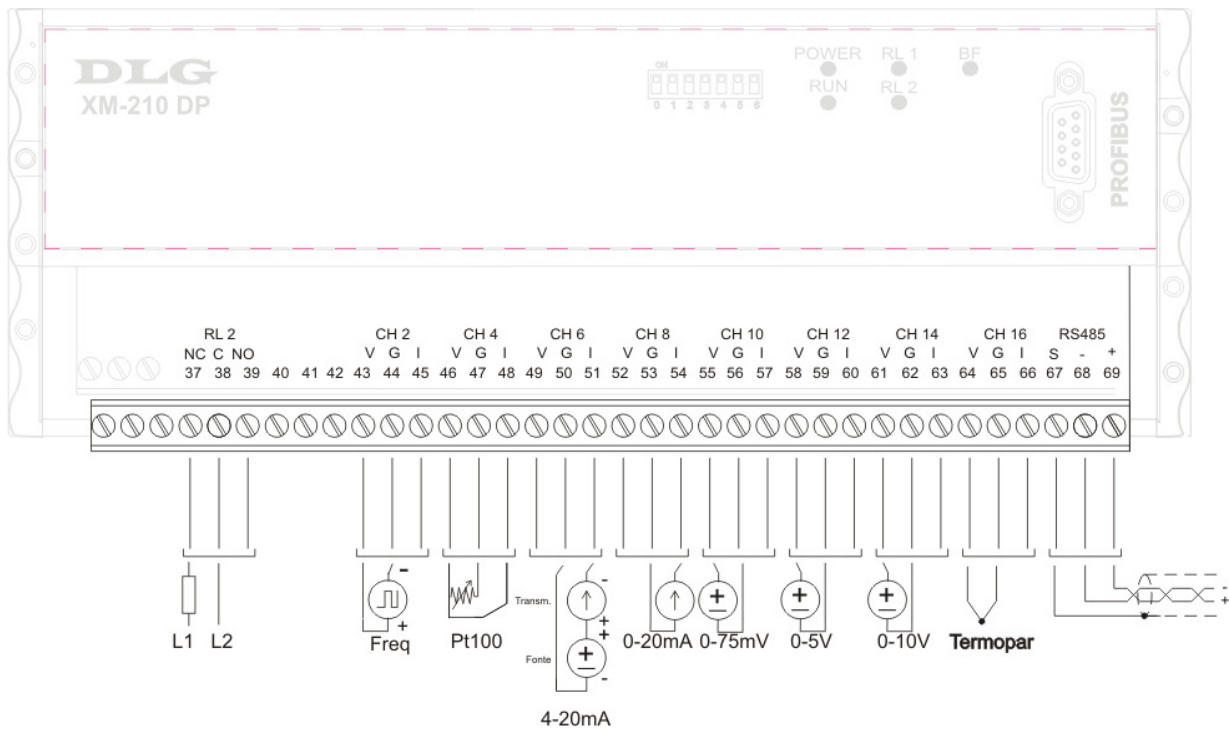 DLG
XM-210 DP
ON
0 1 2 3 4 5 6
POWER RL 1 BF
RUN RL 2
PROFIBUS
RL 2 CH 2 CH 4 CH 6 CH 8 CH 10 CH 12 CH 14 CH 16 RS485
NC C NO V G I V G I V G I V G I V G I V G I V G I V G I S - +
37 38 39 40 41 42 43 44 45 46 47 48 49 50 51 52 53 54 55 56 57 58 59 60 61 62 63 64 65 66 67 68 69
L1 L2
-
+
Freq
Pt100
Transm.
-
+
+
Fonte
-
4-20mA
0-20mA
0-75mV
0-5V
0-10V
Termopar
-
+